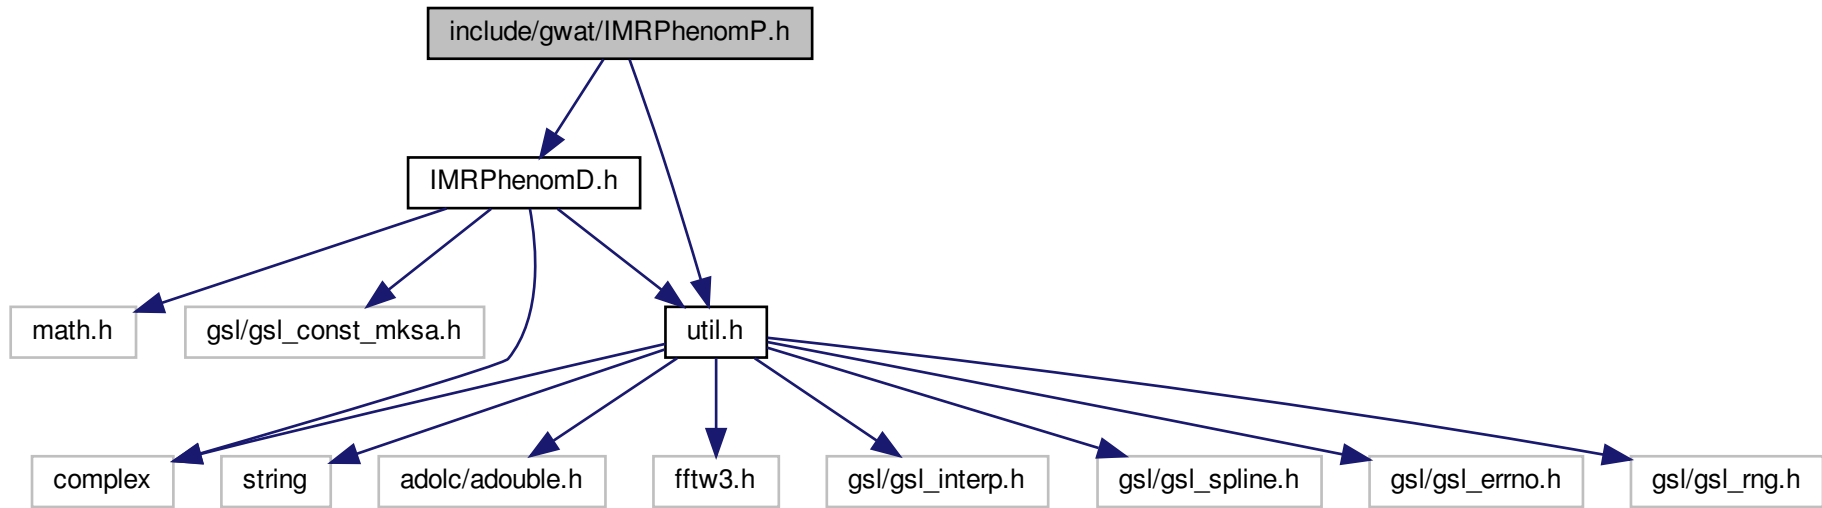 include/gwat/IMRPhenomP.h
IMRPhenomD.h
math.h
gsl/gsl_const_mksa.h
util.h
complex
string
adolc/adouble.h
fftw3.h
gsl/gsl_interp.h
gsl/gsl_spline.h
gsl/gsl_errno.h
gsl/gsl_rng.h